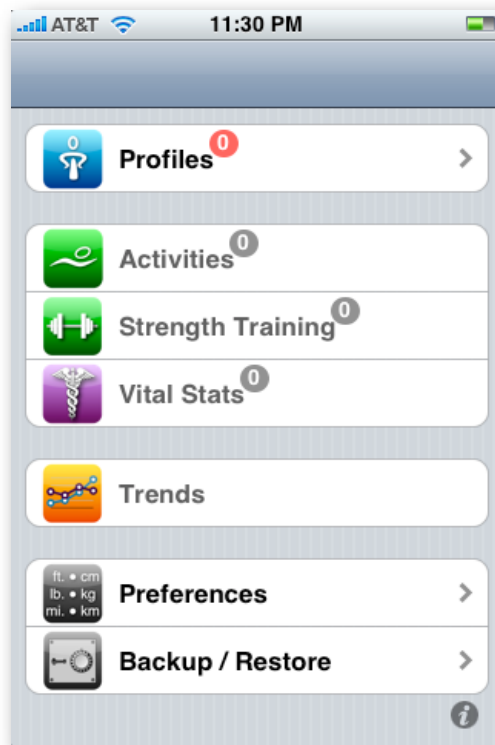 AT&T 11:30 PM
Profiles 0
Activities 0
Strength Training 0
Vital Stats 0
Trends
ft. • cm
lb. • kg
mi. • km
Preferences
Backup / Restore
i